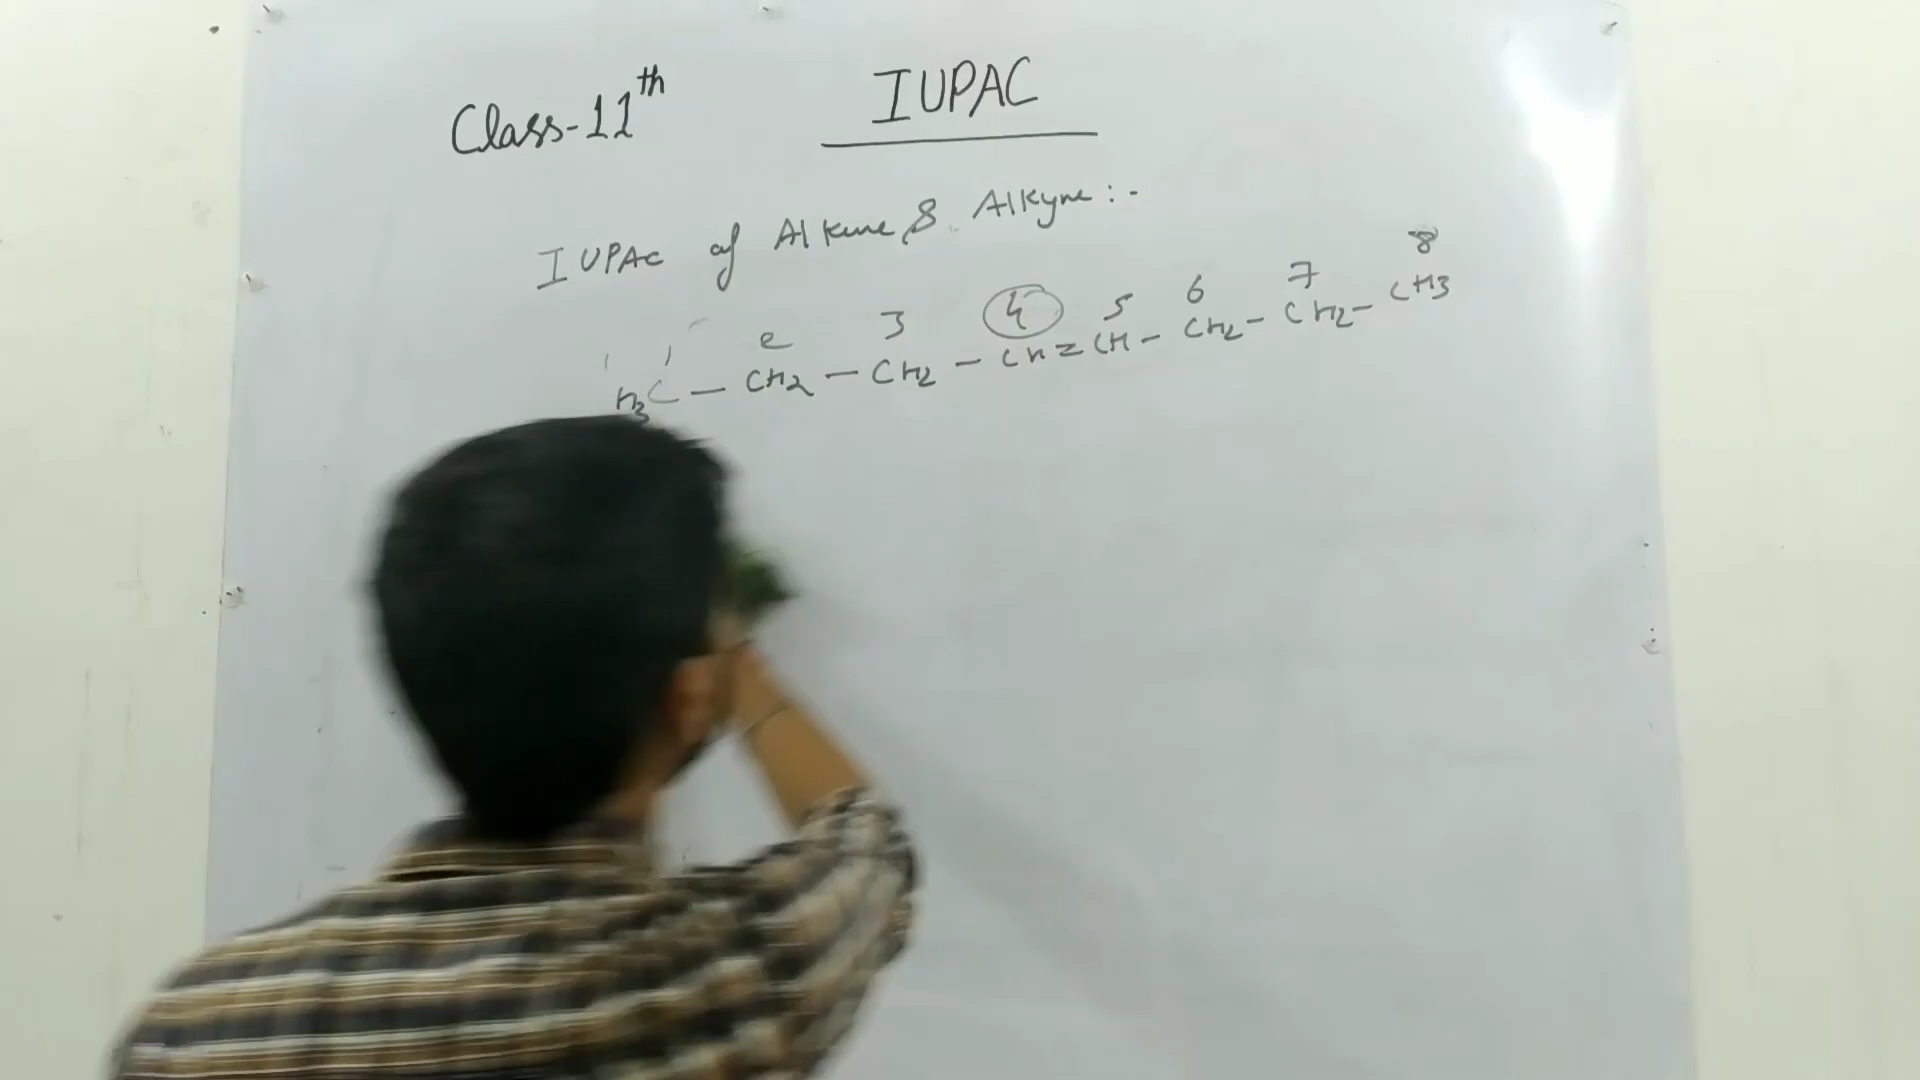 Class-11th
IUPAC
IUPAC of Alkene & Alkyne :-
1 2 3 4 5 6 7 8
H3C — CH2 — CH2 — CH = CH — CH2 — CH2 — CH3